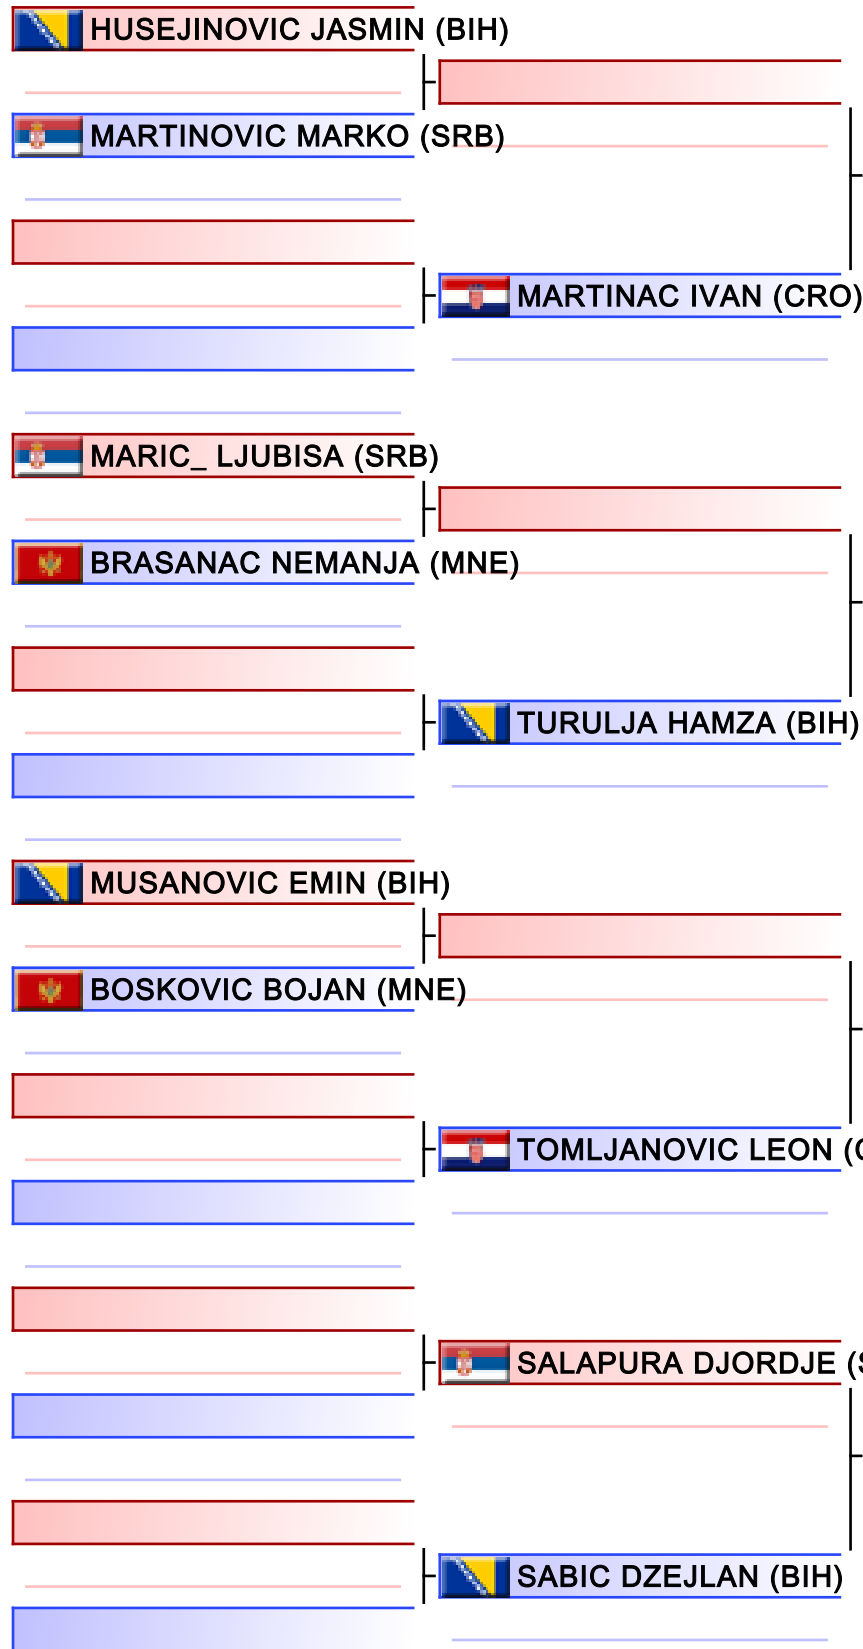 HUSEJINOVIC JASMIN (BIH)
MARTINOVIC MARKO (SRB)
MARTINAC IVAN (CRO)
MARIC_ LJUBISA (SRB)
BRASANAC NEMANJA (MNE)
TURULJA HAMZA (BIH)
MUSANOVIC EMIN (BIH)
BOSKOVIC BOJAN (MNE)
TOMLJANOVIC LEON (
SALAPURA DJORDJE (
SABIC DZEJLAN (BIH)